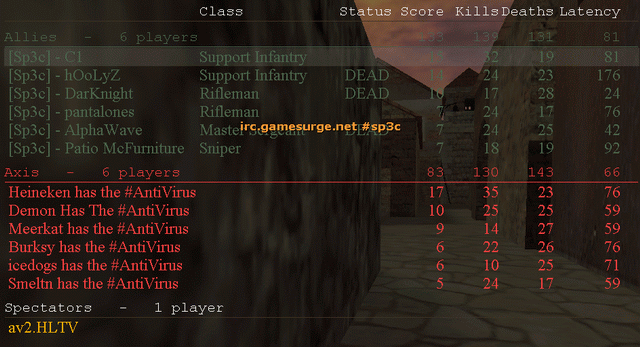 Class Status Score Kills Deaths Latency
Allies - 6 players 139 131 81
[Sp3c] - C1 Support Infantry 32 19 81
[Sp3c] - hOoLyZ Support Infantry DEAD 24 23 176
[Sp3c] - DarKnight Rifleman DEAD 10 17 28 24
[Sp3c] - pantalones Rifleman 7 24 17 76
irc.gamesurge.net #sp3c
[Sp3c] - AlphaWave Master Sergeant DEAD 7 24 25 42
[Sp3c] - Patio McFurniture Sniper 7 18 19 92
Axis - 6 players 83 130 143 66
Heineken has the #AntiVirus 17 35 23 76
Demon Has The #AntiVirus 10 25 25 59
Meerkat has the #AntiVirus 9 14 27 59
Burksy has the #AntiVirus 6 22 26 76
icedogs has the #AntiVirus 6 10 25 71
Smeltn has the #AntiVirus 5 24 17 59
Spectators - 1 player
av2.HLTV